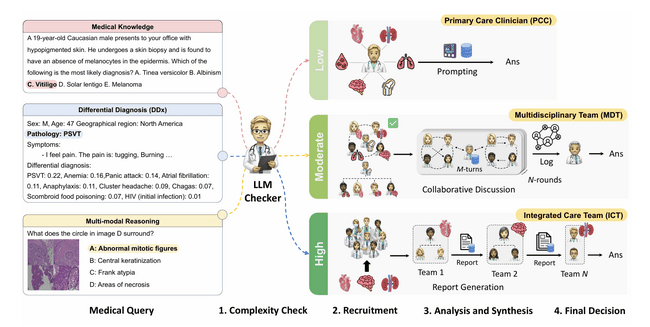 Medical Knowledge
A 19-year-old Caucasian male presents to your office with
hypopigmented skin. He undergoes a skin biopsy and is found to
have an absence of melanocytes in the epidermis. Which of the
following is the most likely diagnosis? A. Tinea versicolor B. Albinism
C. Vitiligo D. Solar lentigo E. Melanoma
Differential Diagnosis (DDx)
Sex: M, Age: 47 Geographical region: North America
Pathology: PSVT
Symptoms:
- I feel pain. The pain is: tugging, Burning ...
Differential diagnosis:
PSVT: 0.22, Anemia: 0.16,Panic attack: 0.14, Atrial fibrillation:
0.11, Anaphylaxis: 0.11, Cluster headache: 0.09, Chagas: 0.07,
Scombroid food poisoning: 0.07, HIV (initial infection): 0.01
Multi-modal Reasoning
What does the circle in image D surround?
A: Abnormal mitotic figures
B: Central keratinization
C: Frank atypia
D: Areas of necrosis
Medical Query
LLM
Checker
1. Complexity Check
Low
Primary Care Clinician (PCC)
Prompting
Ans
Moderate
Multidisciplinary Team (MDT)
M-turns
Collaborative Discussion
Log
N-rounds
Ans
High
Integrated Care Team (ICT)
Team 1
Report
Team 2
Report
Team N
Ans
Report Generation
2. Recruitment
3. Analysis and Synthesis
4. Final Decision